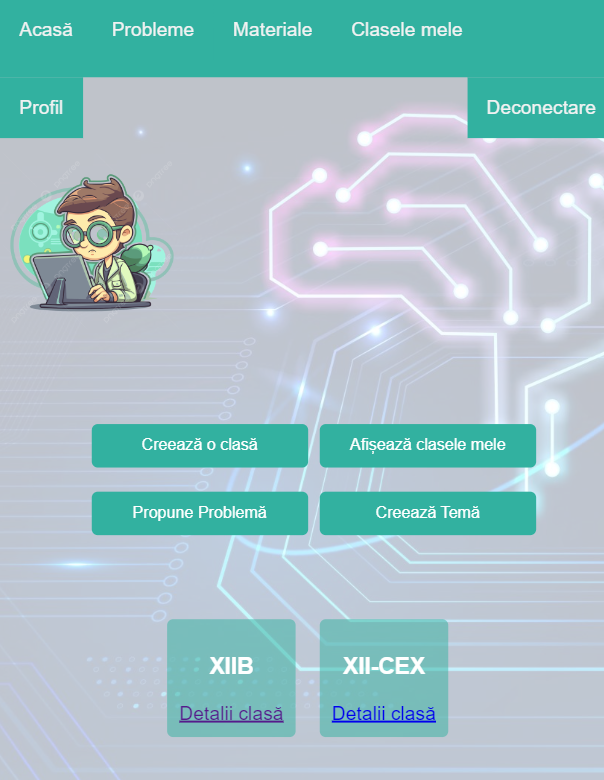 Acasă Probleme Materiale Clasele mele
Profil Deconectare
Creează o clasă Afișează clasele mele
Propune Problemă Creează Temă
XIIB XII-CEX
Detalii clasă Detalii clasă